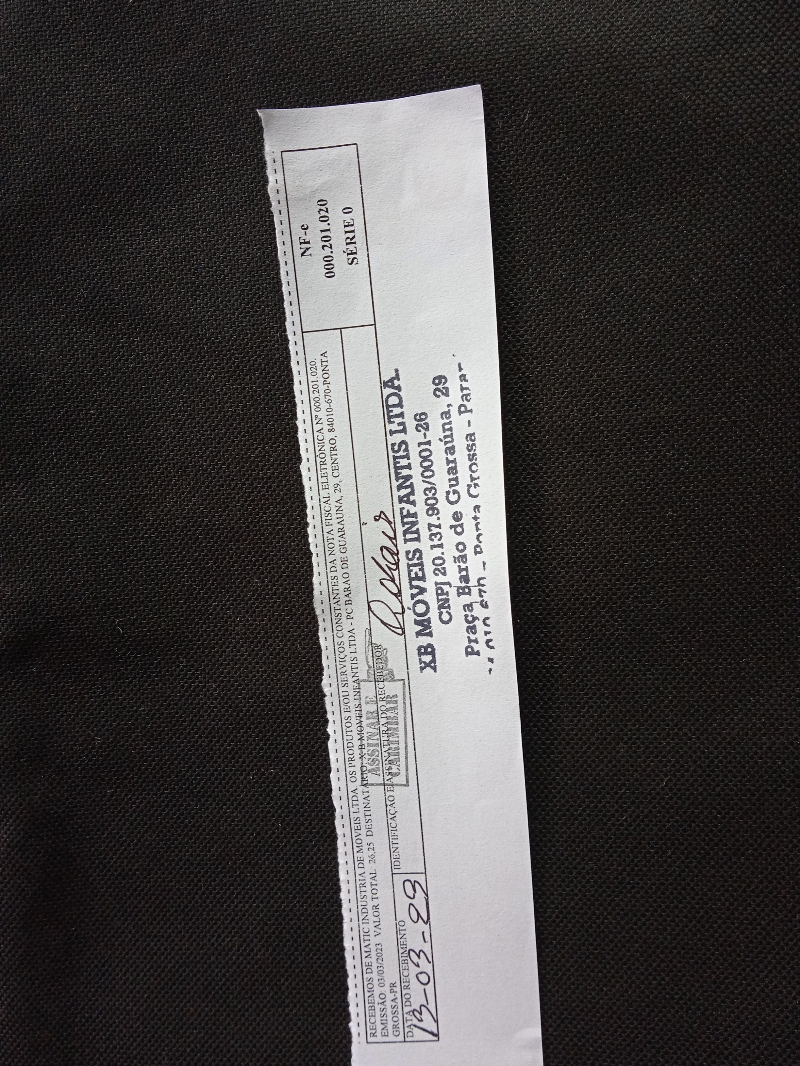 RECEBEMOS DE MATIC INDUSTRIA DE MOVEIS LTDA. OS PRODUTOS E/OU SERVIÇOS CONSTANTES DA NOTA FISCAL ELETRÔNICA Nº 000.201.020.
EMISSÃO: 03/03/2023 VALOR TOTAL: 26,25 DESTINATÁRIO: X B MOVEIS INFANTIS LTDA - PC BARAO DE GUARAUNA, 29, CENTRO, 84010-670-PONTA
GROSSA-PR
NF-e
000.201.020
SÉRIE 0
DATA DO RECEBIMENTO
13-03-23
IDENTIFICAÇÃO E ASSINATURA DO RECEBEDOR
ASSINAR E
CARIMBAR
XB MÓVEIS INFANTIS LTDA.
CNPJ 20.137.903/0001-26
Praça Barão de Guaraúna, 29
Ponta Grossa -